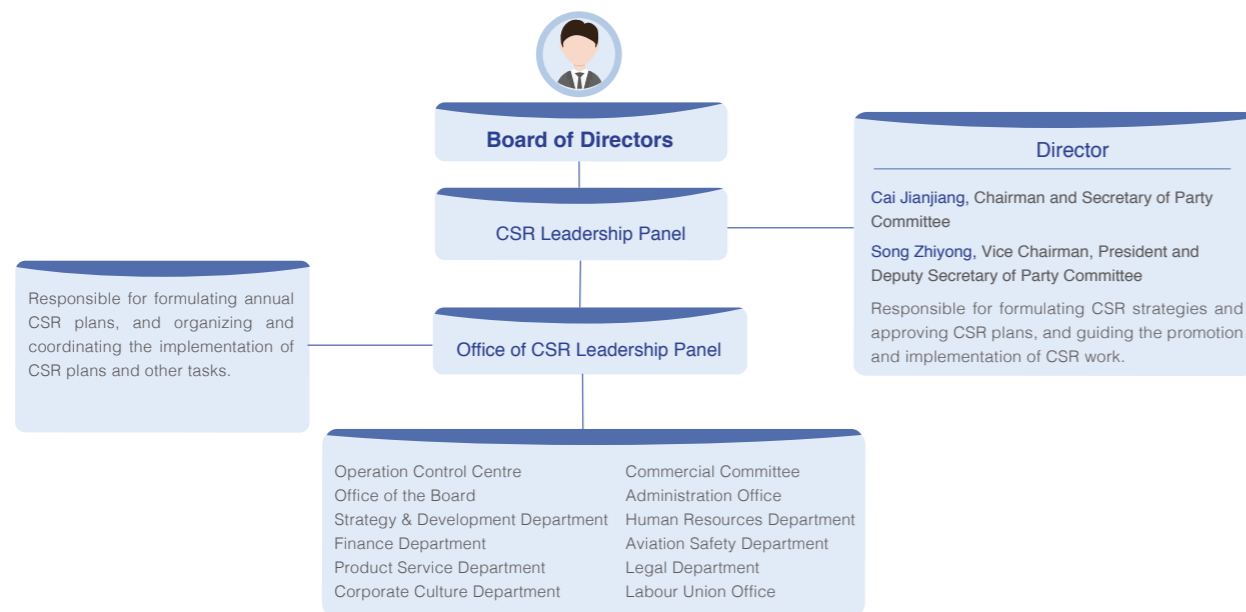 Board of Directors
CSR Leadership Panel
Director
Cai Jianjiang, Chairman and Secretary of Party
Committee
Song Zhiyong, Vice Chairman, President and
Deputy Secretary of Party Committee
Responsible for formulating CSR strategies and
approving CSR plans, and guiding the promotion
and implementation of CSR work.
Office of CSR Leadership Panel
Responsible for formulating annual
CSR plans, and organizing and
coordinating the implementation of
CSR plans and other tasks.
Operation Control Centre
Office of the Board
Strategy & Development Department
Finance Department
Product Service Department
Corporate Culture Department
Commercial Committee
Administration Office
Human Resources Department
Aviation Safety Department
Legal Department
Labour Union Office